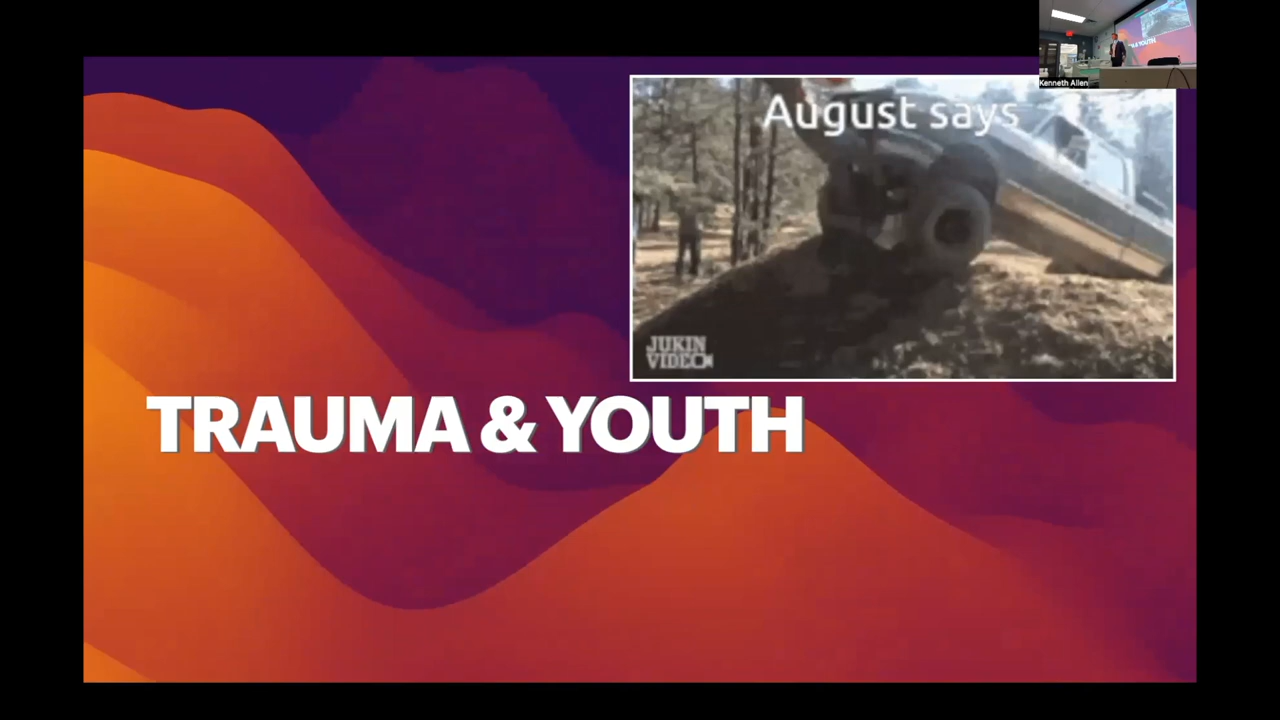 August says
Kenneth Allen
JUKIN
VIDEO
TRAUMA & YOUTH